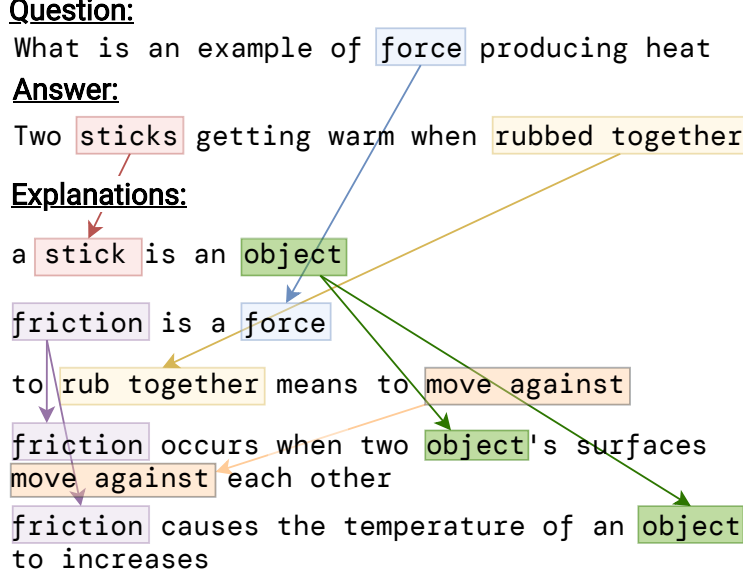 Question:
What is an example of force producing heat
Answer:
Two sticks getting warm when rubbed together
Explanations:
a stick is an object
friction is a force
to rub together means to move against
friction occurs when two object's surfaces
move against each other
friction causes the temperature of an object
to increases